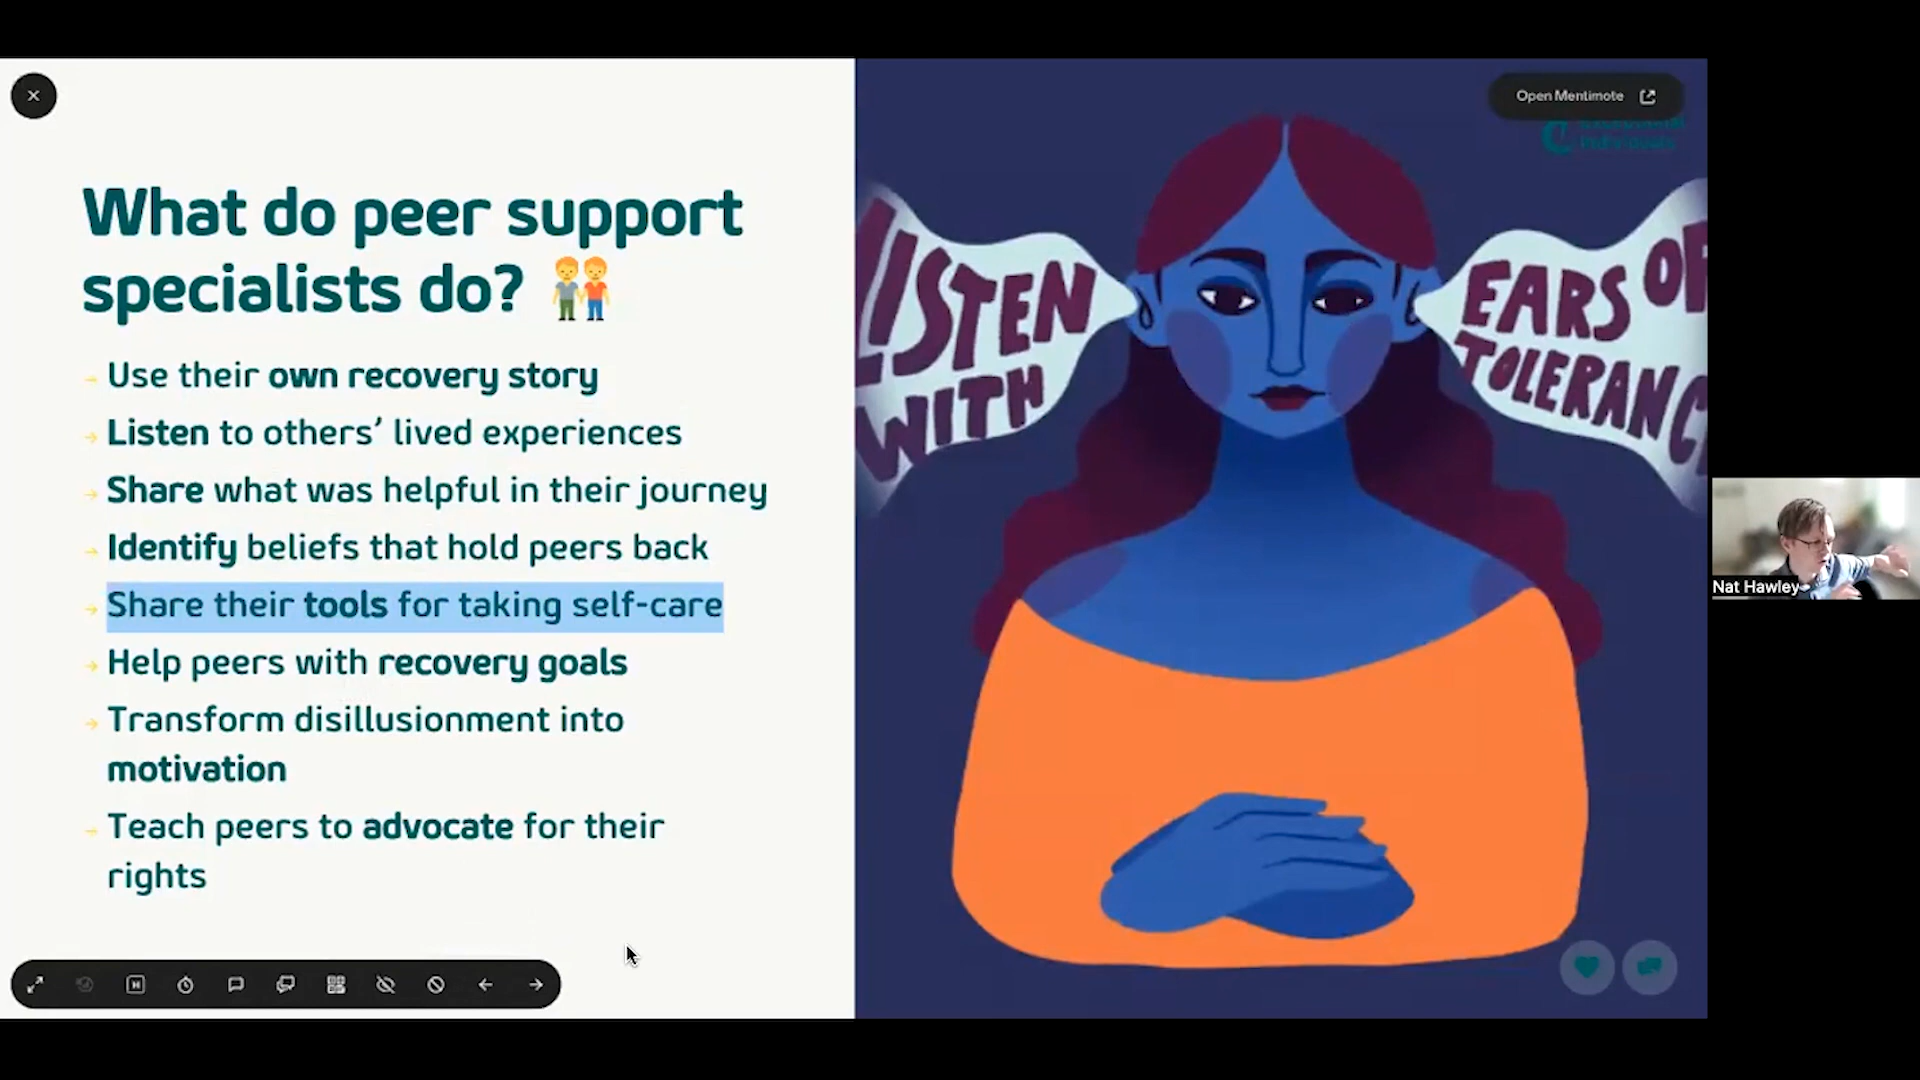 Open Mentimote
Exceptional
Individuals
What do peer support
specialists do?
→ Use their own recovery story
→ Listen to others’ lived experiences
→ Share what was helpful in their journey
→ Identify beliefs that hold peers back
→ Share their tools for taking self-care
→ Help peers with recovery goals
→ Transform disillusionment into
motivation
→ Teach peers to advocate for their
rights
LISTEN
WITH
EARS OF
TOLERANC
Nat Hawley